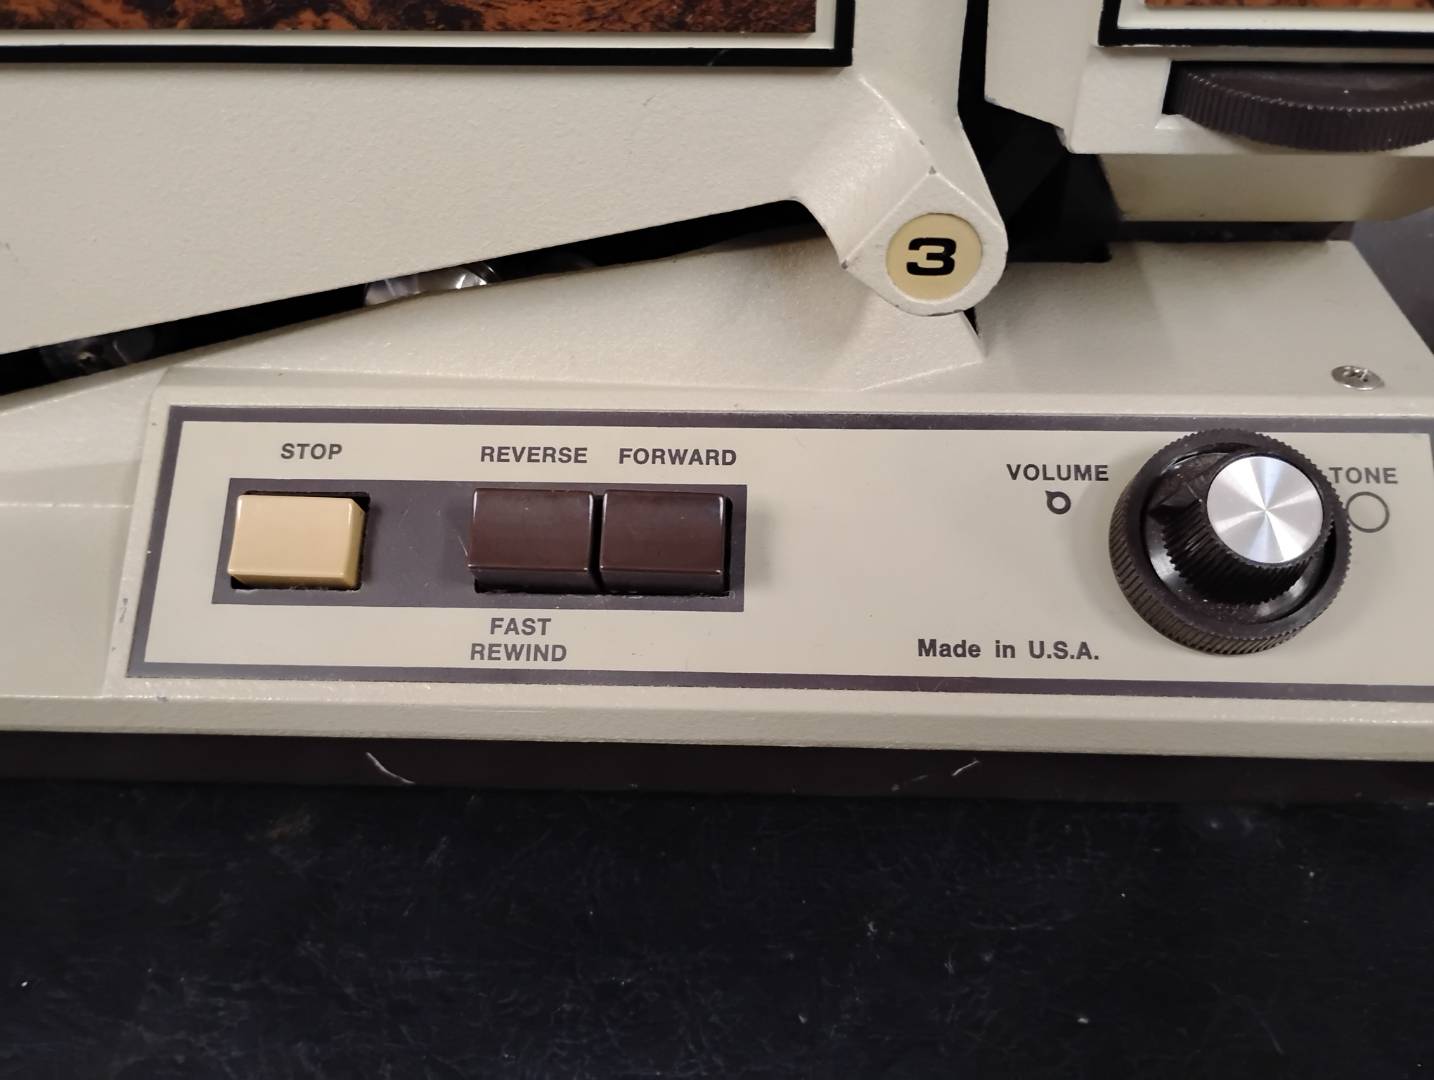 3
STOP
REVERSE FORWARD
FAST
REWIND
VOLUME
TONE
Made in U.S.A.